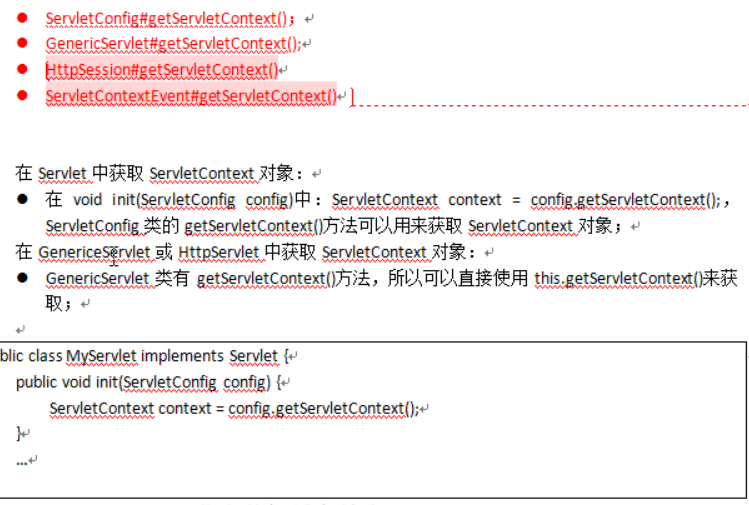 ● ServletConfig#getServletContext();
● GenericServlet#getServletContext();
● HttpSession#getServletContext()
● ServletContextEvent#getServletContext()
在 Servlet 中获取 ServletContext 对象：
● 在 void init(ServletConfig config)中：ServletContext context = config.getServletContext();，
ServletConfig 类的 getServletContext()方法可以用来获取 ServletContext 对象；
在 GenericeServlet 或 HttpServlet 中获取 ServletContext 对象：
● GenericServlet 类有 getServletContext()方法，所以可以直接使用 this.getServletContext()来获
取；
blic class MyServlet implements Servlet {
public void init(ServletConfig config) {
ServletContext context = config.getServletContext();
}
…